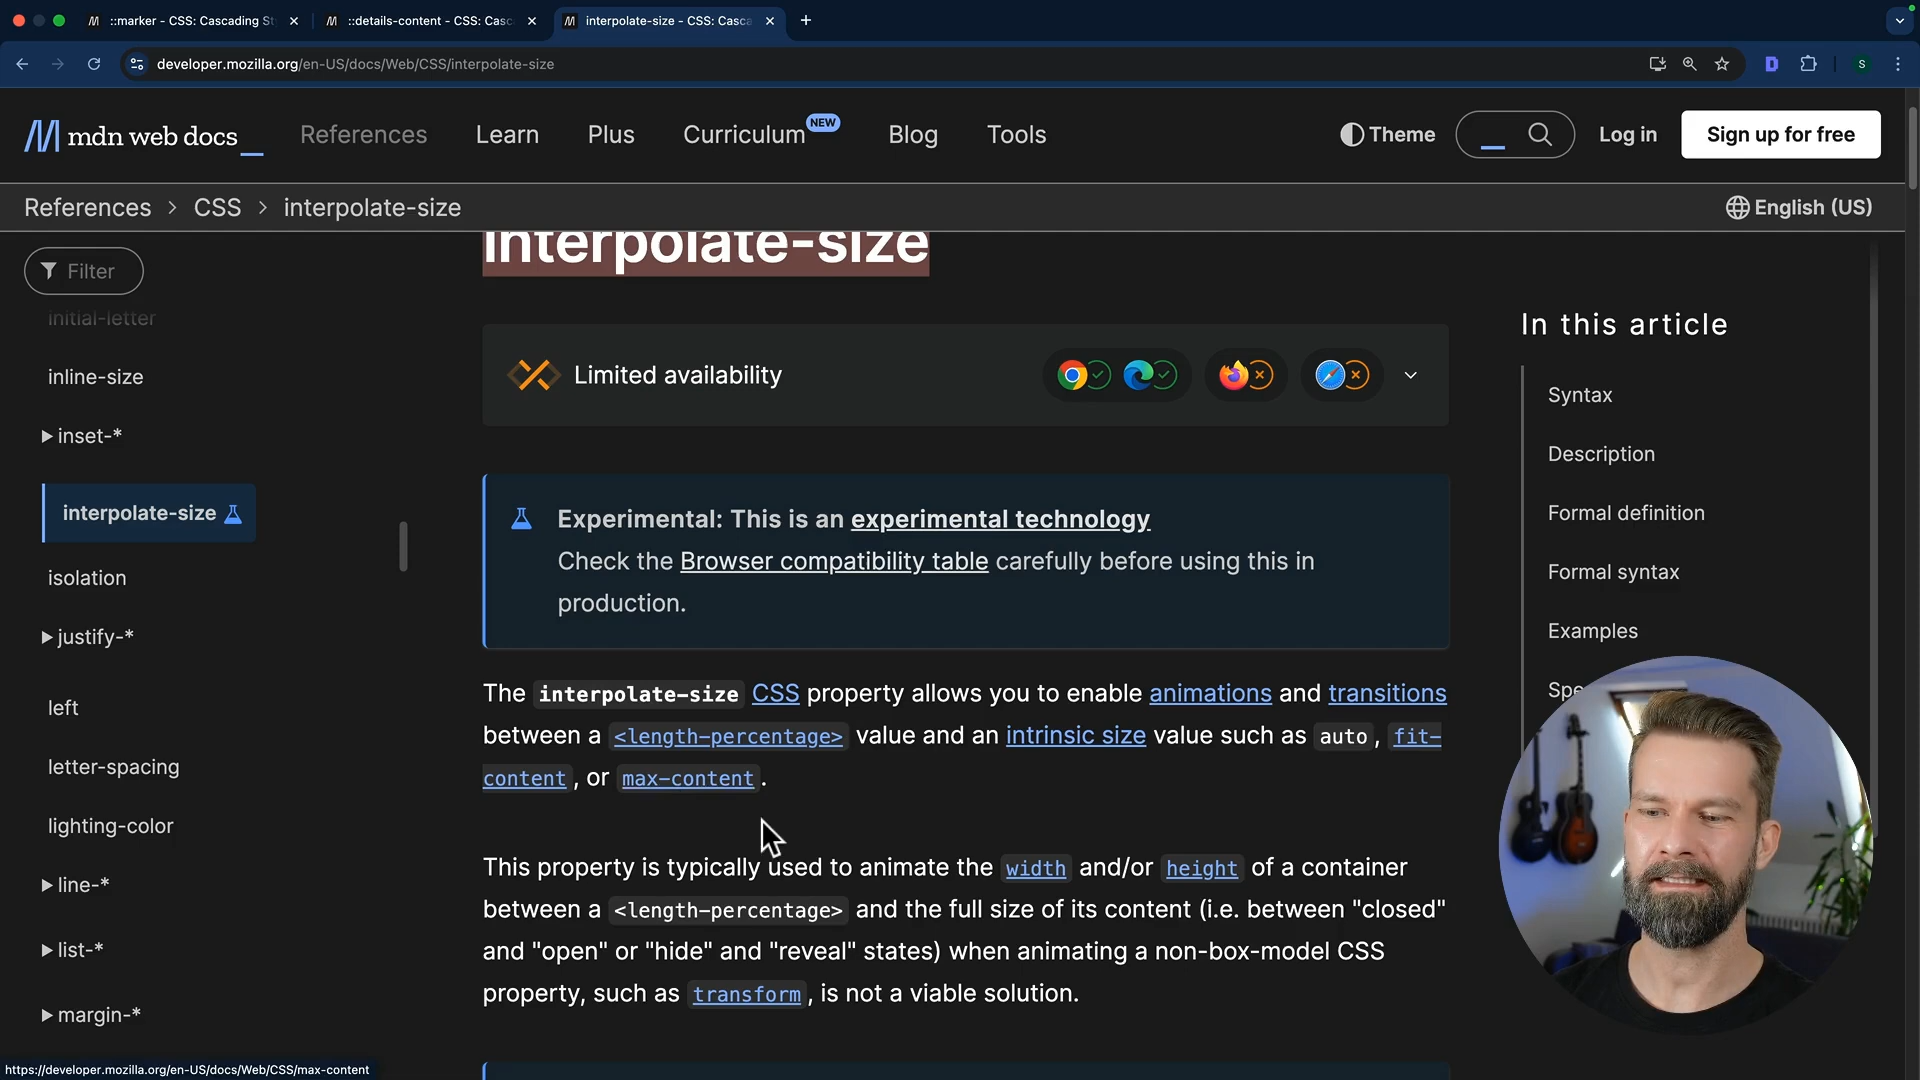 ::marker - CSS: Cascading St
::details-content - CSS: Casc
interpolate-size - CSS: Casca
developer.mozilla.org/en-US/docs/Web/CSS/interpolate-size
S
mdn web docs_
References
Learn
Plus
Curriculum NEW
Blog
Tools
Theme
Log in
Sign up for free
References > CSS > interpolate-size
English (US)
Filter
initial-letter
inline-size
inset-*
interpolate-size
isolation
justify-*
left
letter-spacing
lighting-color
line-*
list-*
margin-*
interpolate-size
Limited availability
Experimental: This is an experimental technology
Check the Browser compatibility table carefully before using this in
production.
The interpolate-size CSS property allows you to enable animations and transitions
between a <length-percentage> value and an intrinsic size value such as auto, fit-
content, or max-content.
This property is typically used to animate the width and/or height of a container
between a <length-percentage> and the full size of its content (i.e. between "closed"
and "open" or "hide" and "reveal" states) when animating a non-box-model CSS
property, such as transform, is not a viable solution.
In this article
Syntax
Description
Formal definition
Formal syntax
Examples
Spe
https://developer.mozilla.org/en-US/docs/Web/CSS/max-content